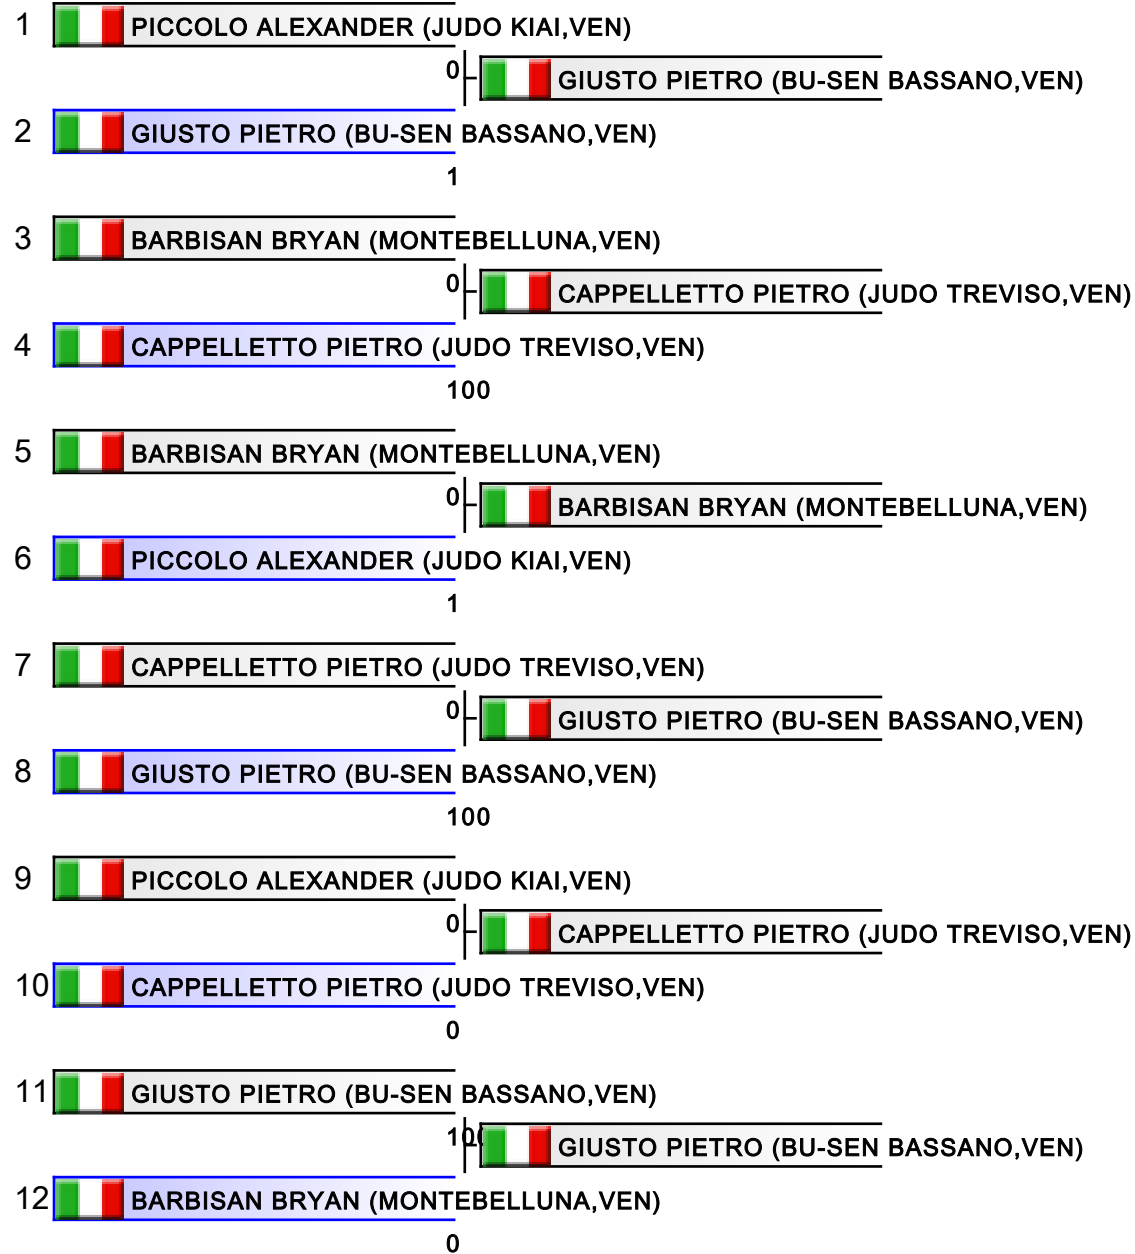 1 PICCOLO ALEXANDER (JUDO KIAI,VEN)
0 GIUSTO PIETRO (BU-SEN BASSANO,VEN)
2 GIUSTO PIETRO (BU-SEN BASSANO,VEN)
1
3 BARBISAN BRYAN (MONTEBELLUNA,VEN)
0 CAPPELLETTO PIETRO (JUDO TREVISO,VEN)
4 CAPPELLETTO PIETRO (JUDO TREVISO,VEN)
100
5 BARBISAN BRYAN (MONTEBELLUNA,VEN)
0 BARBISAN BRYAN (MONTEBELLUNA,VEN)
6 PICCOLO ALEXANDER (JUDO KIAI,VEN)
1
7 CAPPELLETTO PIETRO (JUDO TREVISO,VEN)
0 GIUSTO PIETRO (BU-SEN BASSANO,VEN)
8 GIUSTO PIETRO (BU-SEN BASSANO,VEN)
100
9 PICCOLO ALEXANDER (JUDO KIAI,VEN)
0 CAPPELLETTO PIETRO (JUDO TREVISO,VEN)
10 CAPPELLETTO PIETRO (JUDO TREVISO,VEN)
0
11 GIUSTO PIETRO (BU-SEN BASSANO,VEN)
100 GIUSTO PIETRO (BU-SEN BASSANO,VEN)
12 BARBISAN BRYAN (MONTEBELLUNA,VEN)
0